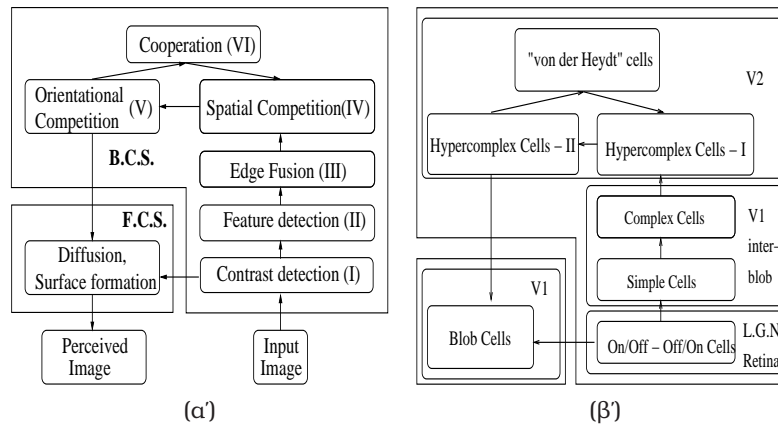 Cooperation (VI)
Orientational
Competition
(V)
Spatial Competition(IV)
B.C.S.
Edge Fusion (III)
F.C.S.
Feature detection (II)
Diffusion,
Surface formation
Contrast detection (I)
Perceived
Image
Input
Image
(α')
"von der Heydt" cells
V2
Hypercomplex Cells – II
Hypercomplex Cells – I
Complex Cells
V1
inter–
blob
Simple Cells
V1
Blob Cells
On/Off – Off/On Cells
L.G.N
Retina
(β')